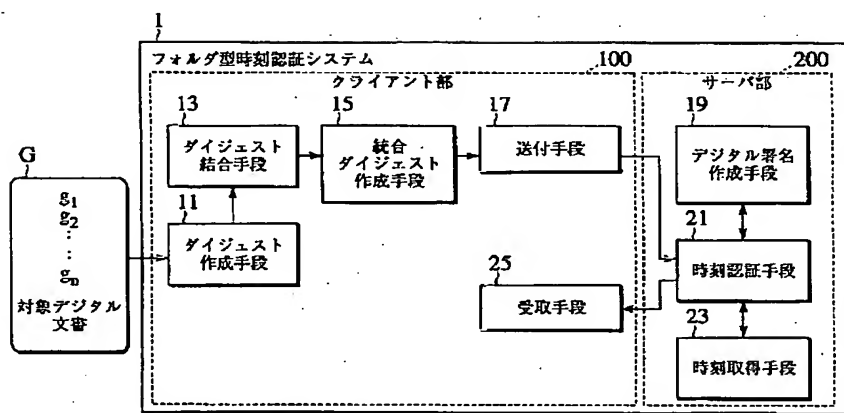 1
フォルダ型時刻認証システム
100
200
クライアント部
サーバ部
13
ダイジェスト
結合手段
15
統合
ダイジェスト
作成手段
17
送付手段
19
デジタル署名
作成手段
G
g1
g2
:
:
gn
対象デジタル
文書
11
ダイジェスト
作成手段
21
時刻認証手段
25
受取手段
23
時刻取得手段